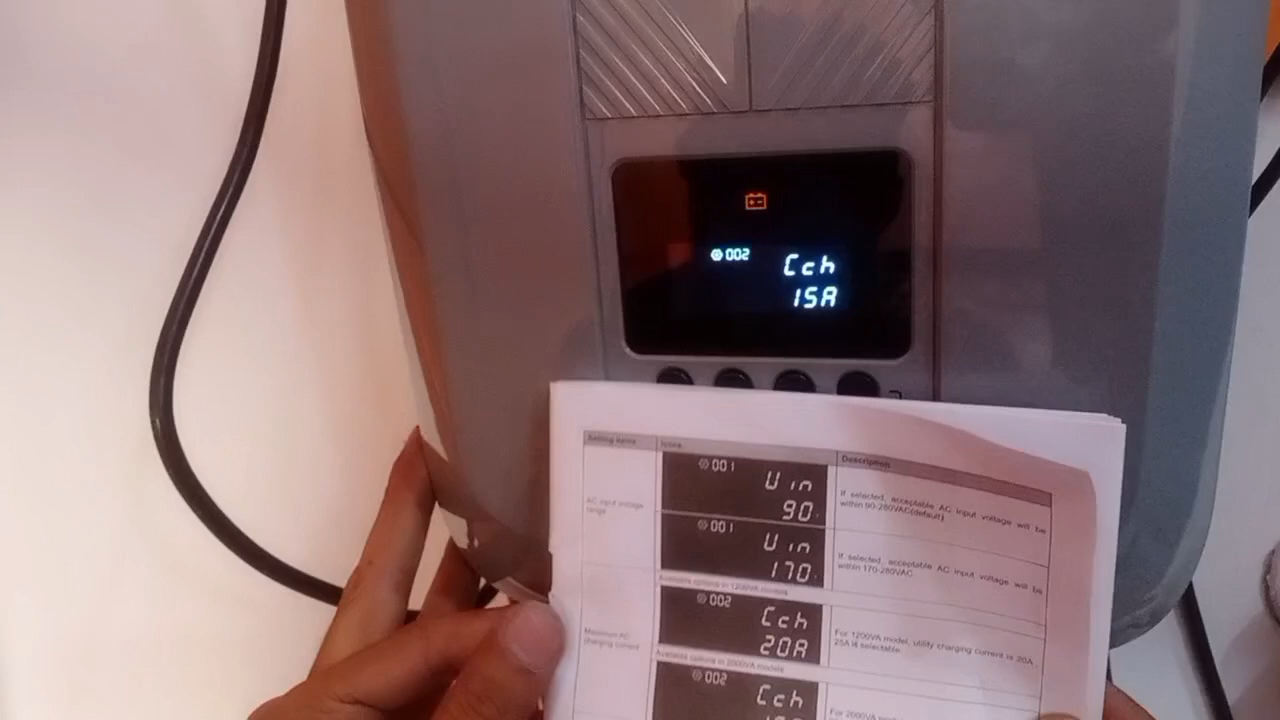 002
Cch
15A
Setting items Icons Description
AC input voltage
range
001
Uin
90
If selected, acceptable AC input voltage will be
within 90-280VAC(default)
001
Uin
170
If selected, acceptable AC input voltage will be
within 170-280VAC
Available options in 1200VA models
Maximum AC
charging current
002
Cch
20A
For 1200VA model, utility charging current is 20A
25A is selectable.
Available options in 2000VA models
002
Cch
For 2000VA